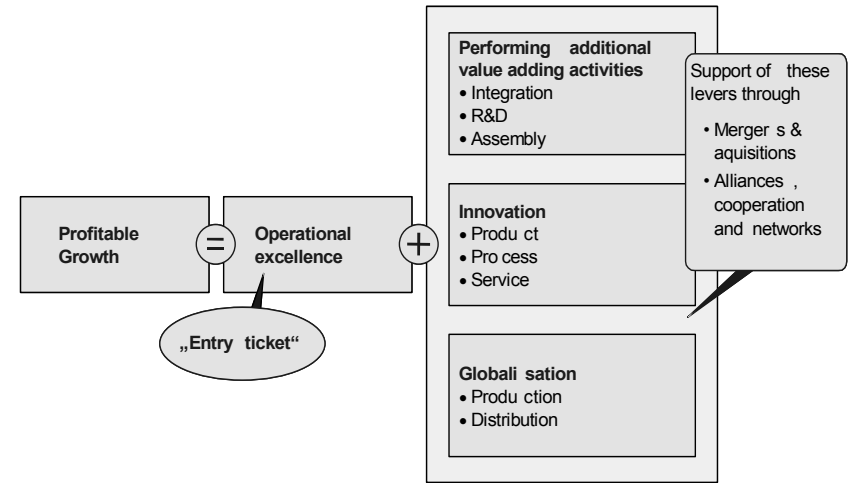 Profitable
Growth
=
Operational
excellence
„Entry ticket“
+
Performing additional
value adding activities
• Integration
• R&D
• Assembly
Innovation
• Produ ct
• Pro cess
• Service
Globali sation
• Produ ction
• Distribution
Support of these
levers through
• Merger s &
aquisitions
• Alliances ,
cooperation
and networks